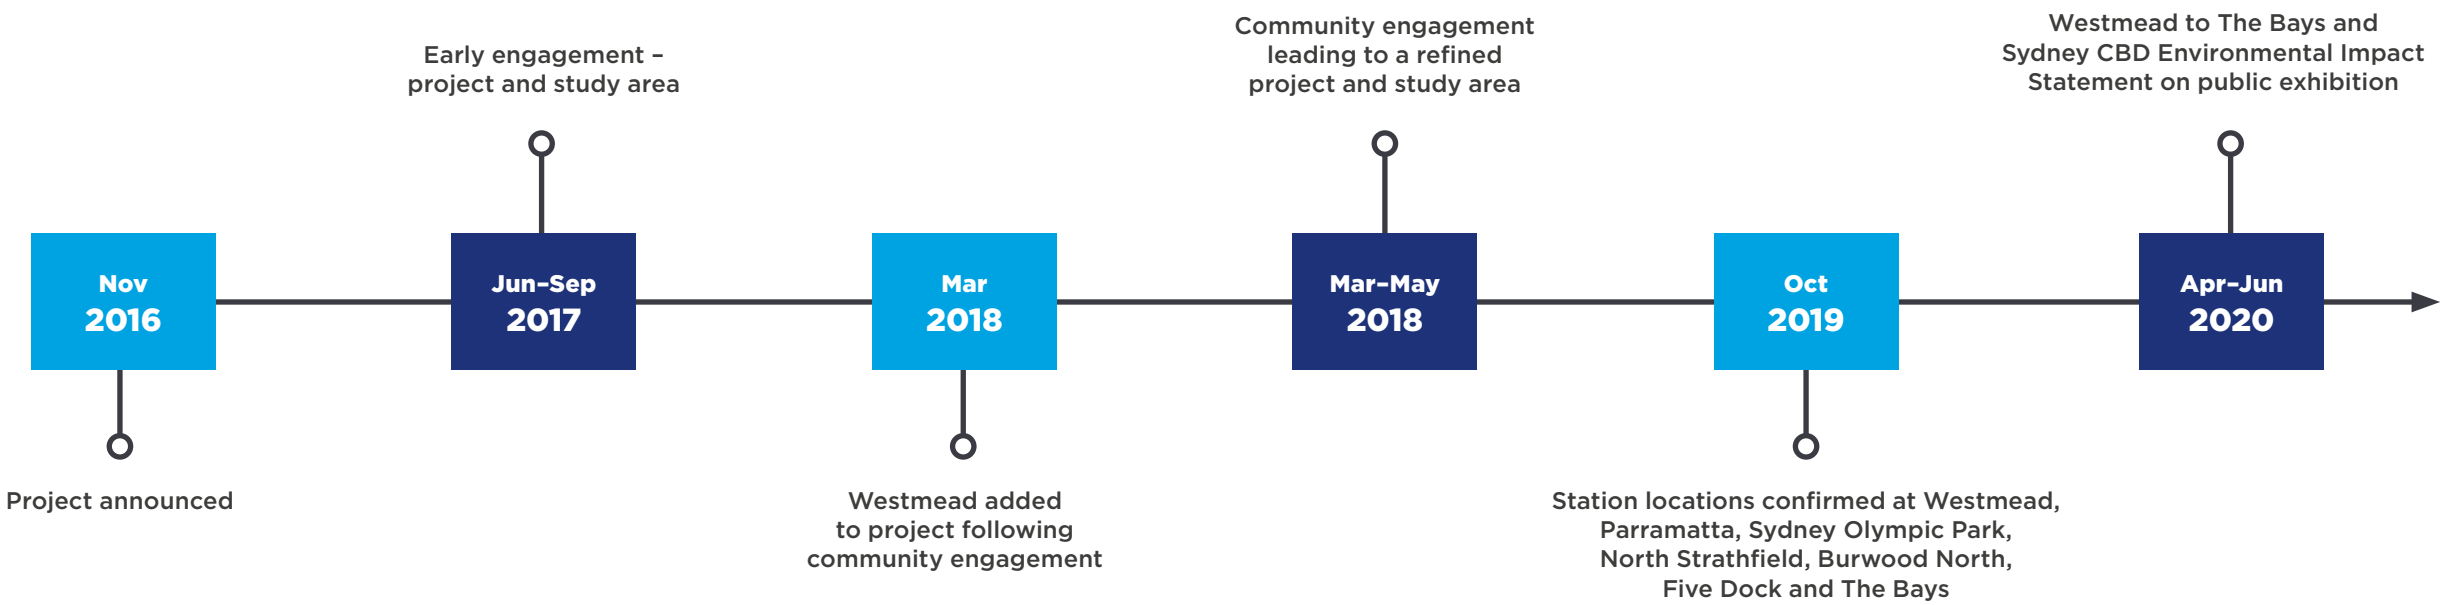 Nov
2016
Project announced
Early engagement –
project and study area
Jun–Sep
2017
Mar
2018
Westmead added
to project following
community engagement
Community engagement
leading to a refined
project and study area
Mar–May
2018
Oct
2019
Station locations confirmed at Westmead,
Parramatta, Sydney Olympic Park,
North Strathfield, Burwood North,
Five Dock and The Bays
Westmead to The Bays and
Sydney CBD Environmental Impact
Statement on public exhibition
Apr–Jun
2020